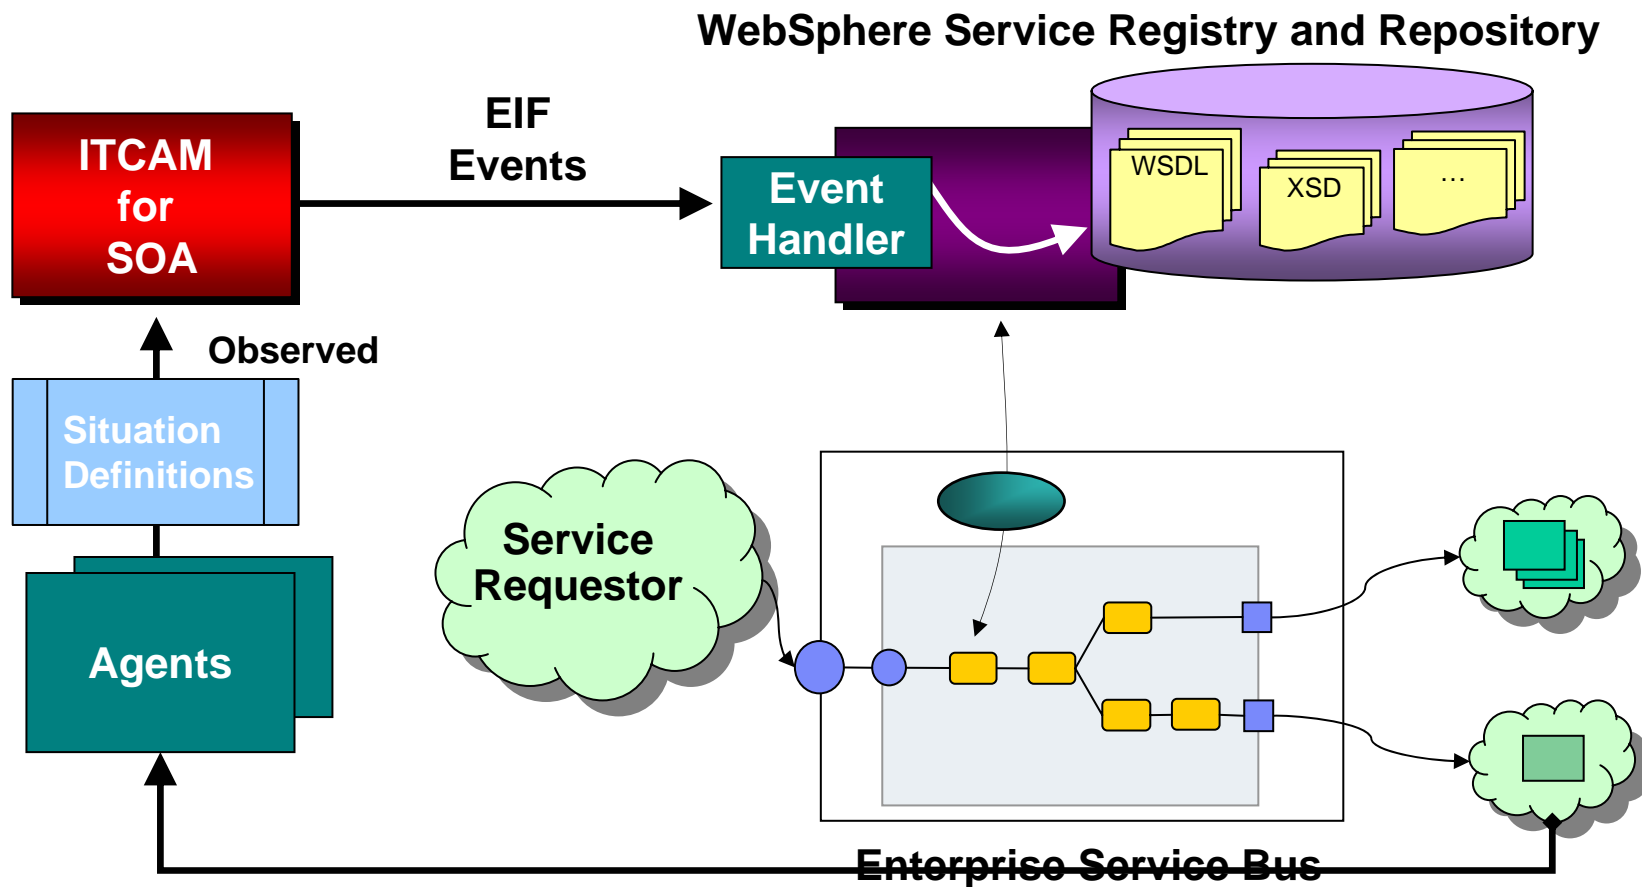 WebSphere Service Registry and Repository
EIF
Events
ITCAM
for
SOA
Event
Handler
WSDL
XSD
...
Observed
Situation
Definitions
Service
Requestor
Agents
Enterprise Service Bus